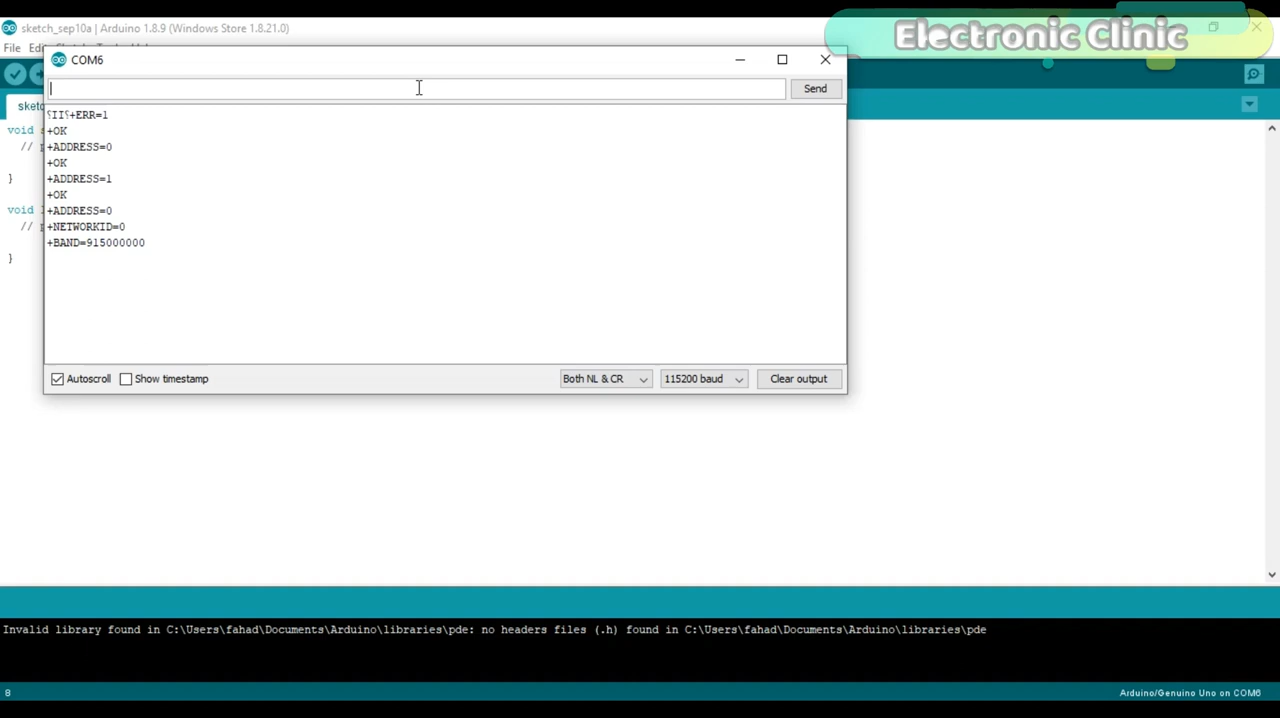 sketch_sep10a | Arduino 1.8.9 (Windows Store 1.8.21.0)
Electronic Clinic
File
COM6
Send
⸮II⸮+ERR=1
+OK
+ADDRESS=0
+OK
+ADDRESS=1
+OK
+ADDRESS=0
+NETWORKID=0
+BAND=915000000
void
//
}
void
//
}
Autoscroll Show timestamp Both NL & CR 115200 baud Clear output
Invalid library found in C:\Users\fahad\Documents\Arduino\libraries\pde: no headers files (.h) found in C:\Users\fahad\Documents\Arduino\libraries\pde
8 Arduino/Genuino Uno on COM6